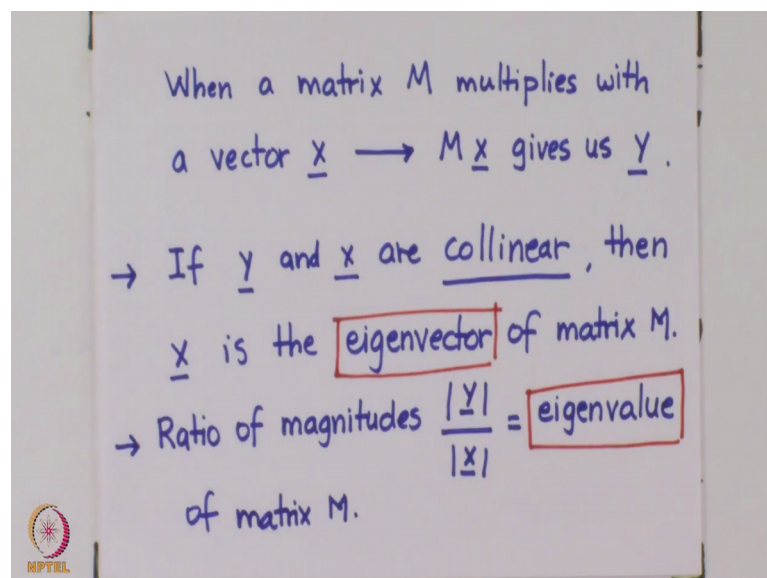 When a matrix M multiplies with
a vector x → M x gives us y.
→ If y and x are collinear, then
x is the eigenvector of matrix M.
→ Ratio of magnitudes |y| / |x| = eigenvalue
of matrix M.
NPTEL